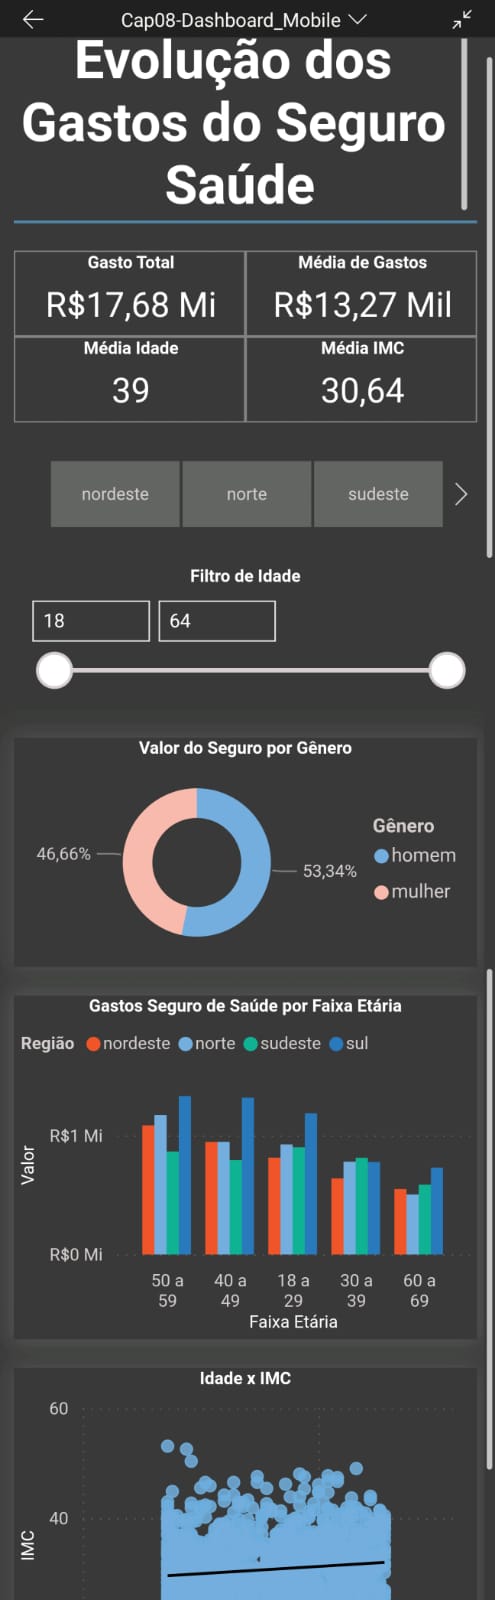 Cap08-Dashboard_Mobile
Evolução dos
Gastos do Seguro
Saúde
Gasto Total
R$17,68 Mi
Média de Gastos
R$13,27 Mil
Média Idade
39
Média IMC
30,64
nordeste
norte
sudeste
Filtro de Idade
18
64
Valor do Seguro por Gênero
46,66%
53,34%
Gênero
homem
mulher
Gastos Seguro de Saúde por Faixa Etária
Região nordeste norte sudeste sul
R$1 Mi
Valor
R$0 Mi
50 a
59
40 a
49
18 a
29
30 a
39
60 a
69
Faixa Etária
Idade x IMC
60
40
IMC